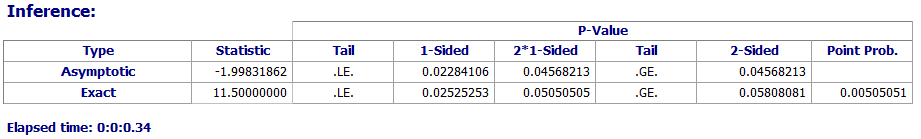 Inference:
P-Value
Type Statistic Tail 1-Sided 2*1-Sided Tail 2-Sided Point Prob.
Asymptotic -1.99831862 .LE. 0.02284106 0.04568213 .GE. 0.04568213
Exact 11.50000000 .LE. 0.02525253 0.05050505 .GE. 0.05808081 0.00505051
Elapsed time: 0:0:0.34